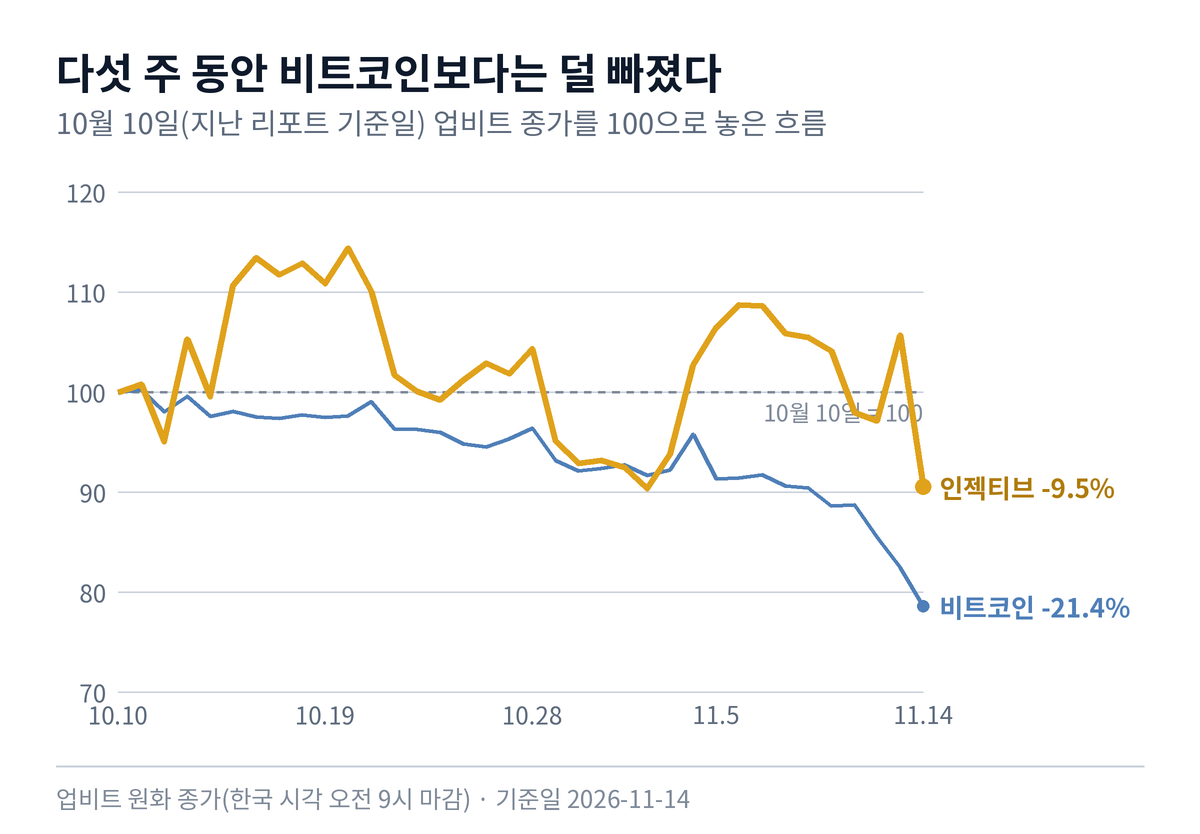 다섯 주 동안 비트코인보다는 덜 빠졌다
10월 10일(지난 리포트 기준일) 업비트 종가를 100으로 놓은 흐름
120
110
100
10월 10일 = 100
90
인젝티브 -9.5%
80
비트코인 -21.4%
70
10.10 10.19 10.28 11.5 11.14
업비트 원화 종가(한국 시각 오전 9시 마감) · 기준일 2026-11-14